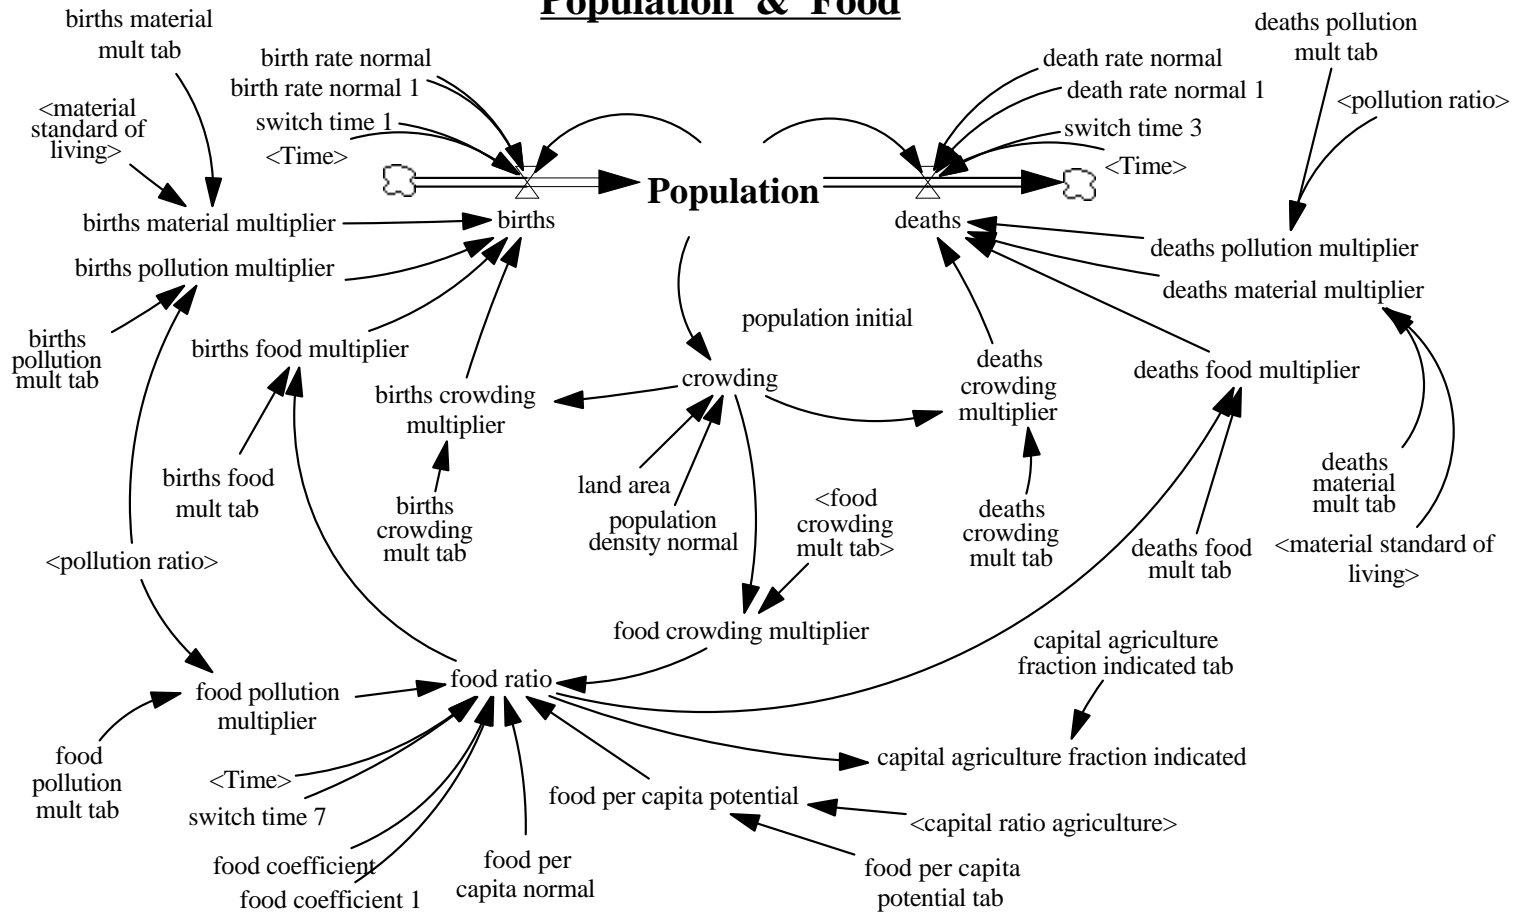 Population & Food
births material
mult tab
birth rate normal
birth rate normal 1
switch time 1
<Time>
<material
standard of
living>
death rate normal
death rate normal 1
switch time 3
<Time>
deaths pollution
mult tab
<pollution ratio>
Population
births
deaths
births material multiplier
births pollution multiplier
deaths pollution multiplier
deaths material multiplier
births
pollution
mult tab
births food multiplier
population initial
crowding
births crowding
multiplier
deaths
crowding
multiplier
deaths food multiplier
births food
mult tab
births
crowding
mult tab
land area
population
density normal
<food
crowding
mult tab>
deaths
crowding
mult tab
deaths food
mult tab
deaths
material
mult tab
<material standard of
living>
<pollution ratio>
food crowding multiplier
capital agriculture
fraction indicated tab
food ratio
food pollution
multiplier
food
pollution
mult tab
<Time>
switch time 7
food coefficient
food coefficient 1
food per
capita normal
food per capita potential
capital agriculture fraction indicated
<capital ratio agriculture>
food per capita
potential tab